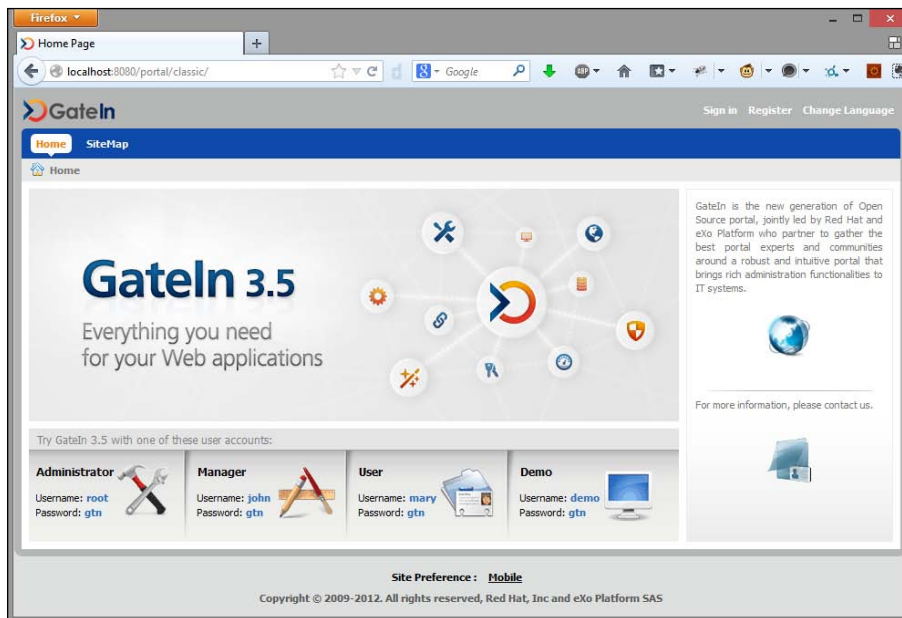 Firefox
Home Page
localhost:8080/portal/classic/
Google
GateIn
Sign in Register Change Language
Home SiteMap
Home
GateIn 3.5
Everything you need
for your Web applications
GateIn is the new generation of Open
Source portal, jointly led by Red Hat and
eXo Platform who partner to gather the
best portal experts and communities
around a robust and intuitive portal that
brings rich administration functionalities to
IT systems.
For more information, please contact us.
Try GateIn 3.5 with one of these user accounts:
Administrator
Username: root
Password: gtn
Manager
Username: john
Password: gtn
User
Username: mary
Password: gtn
Demo
Username: demo
Password: gtn
Site Preference : Mobile
Copyright © 2009-2012. All rights reserved, Red Hat, Inc and eXo Platform SAS